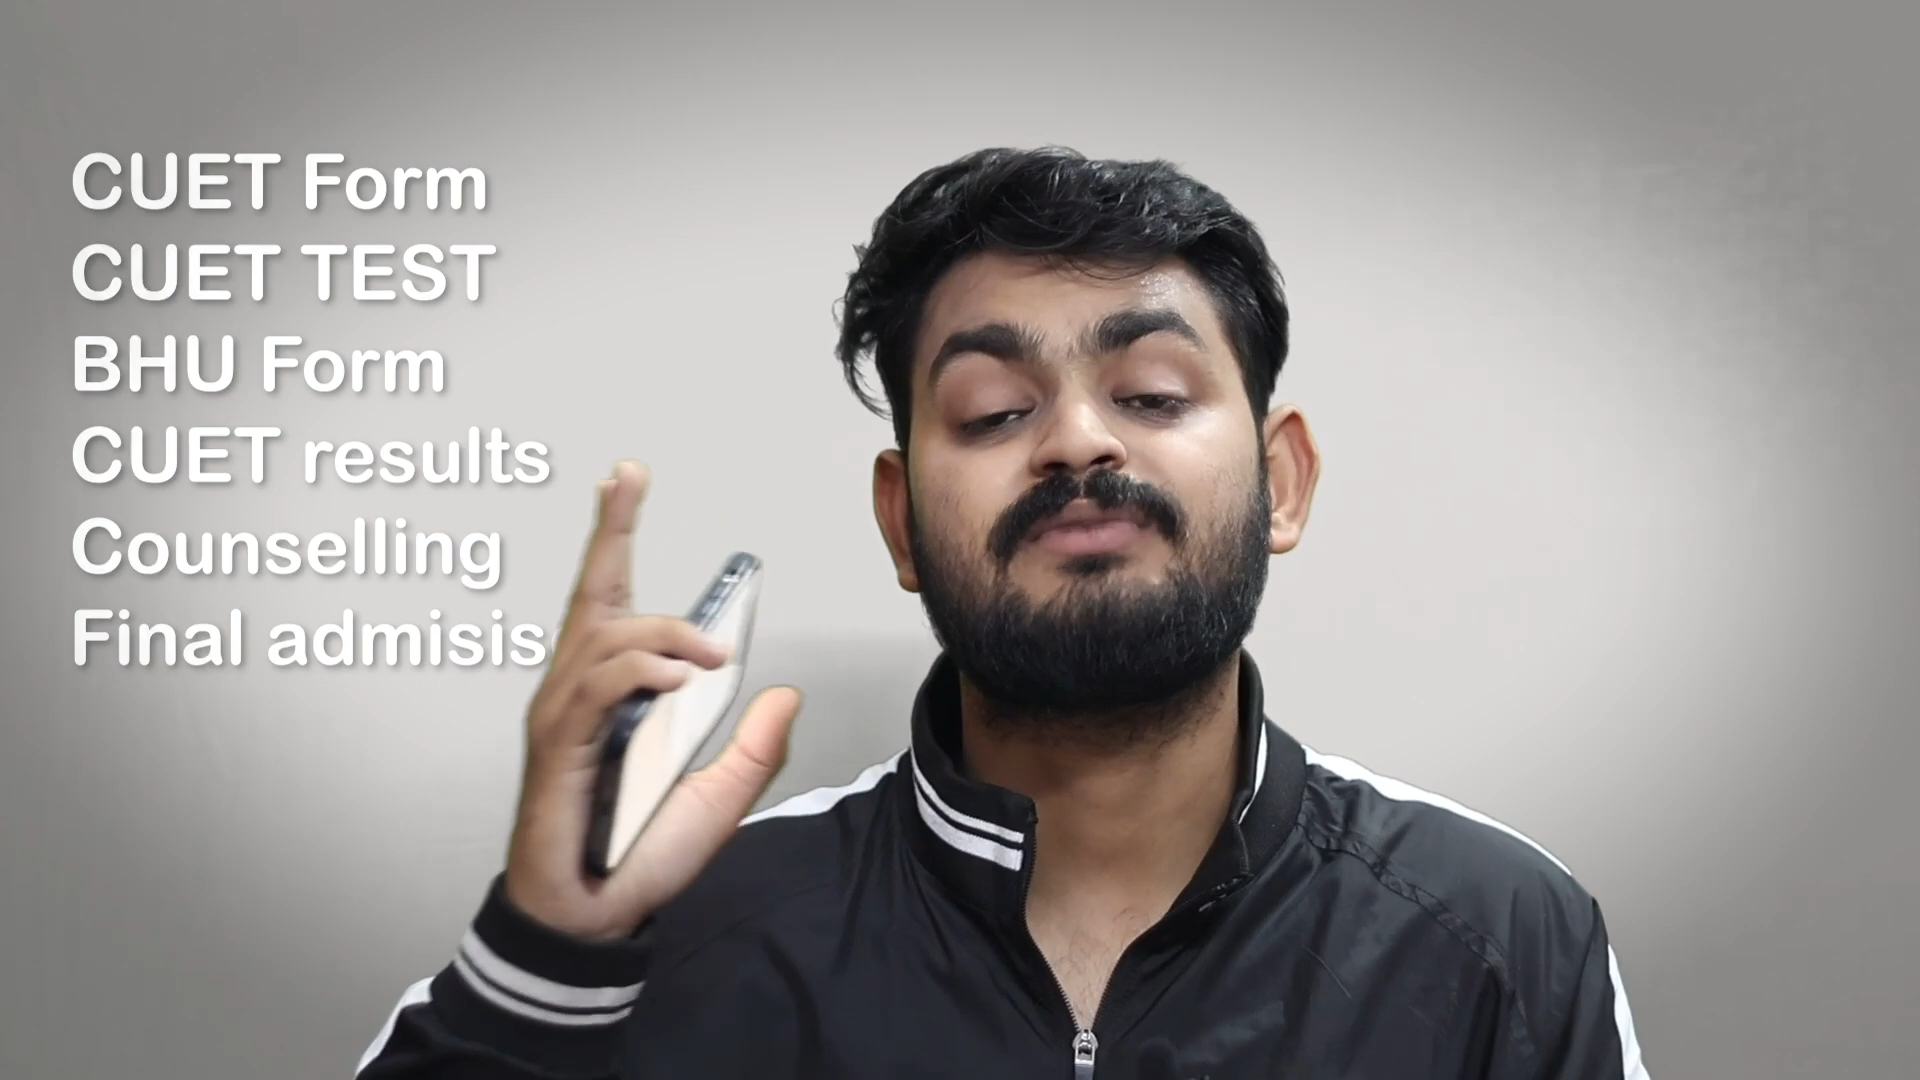 CUET Form
CUET TEST
BHU Form
CUET results
Counselling
Final admisis